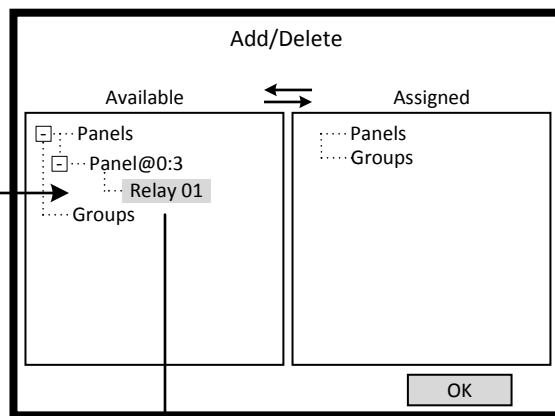 Add/Delete
Available
Assigned
Panels
Panel@0:3
Relay 01
Groups
Panels
Groups
OK